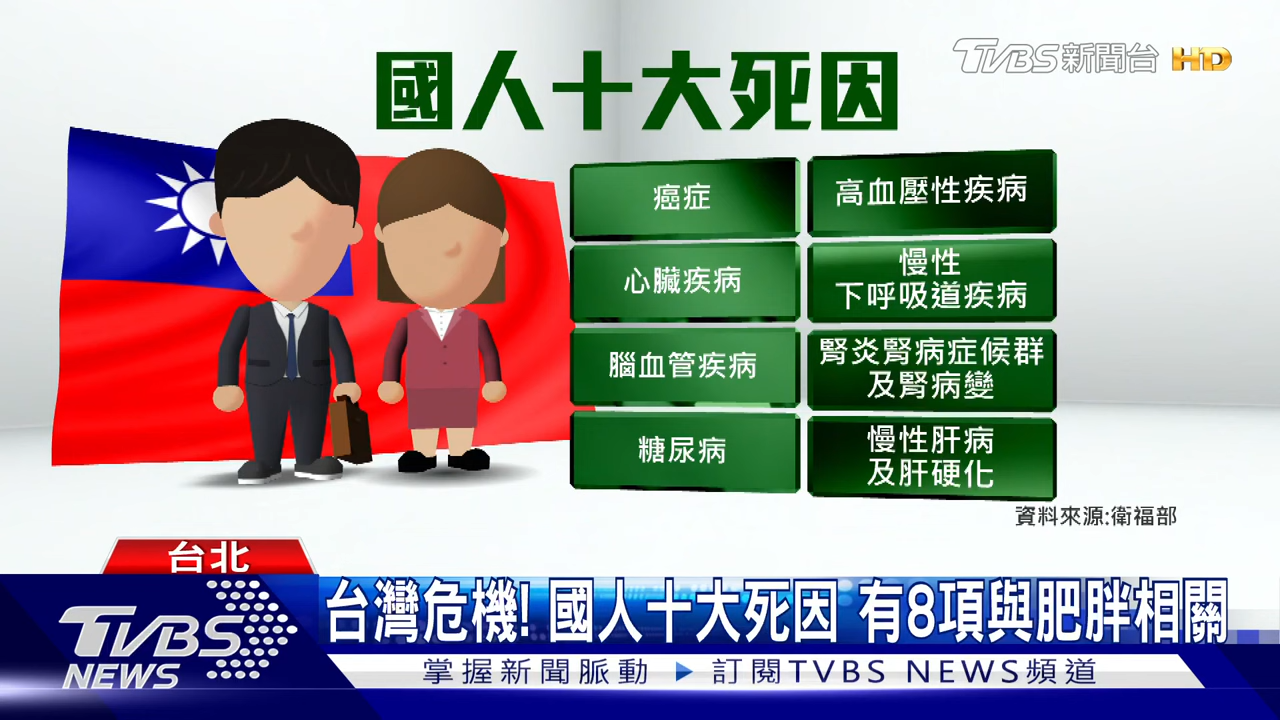 國人十大死因
TVBS新聞台 HD
癌症
高血壓性疾病
心臟疾病
慢性
下呼吸道疾病
腦血管疾病
腎炎腎病症候群
及腎病變
糖尿病
慢性肝病
及肝硬化
資料來源:衛福部
台北
台灣危機! 國人十大死因 有8項與肥胖相關
TVBS
NEWS
掌握新聞脈動 訂閱TVBS NEWS頻道